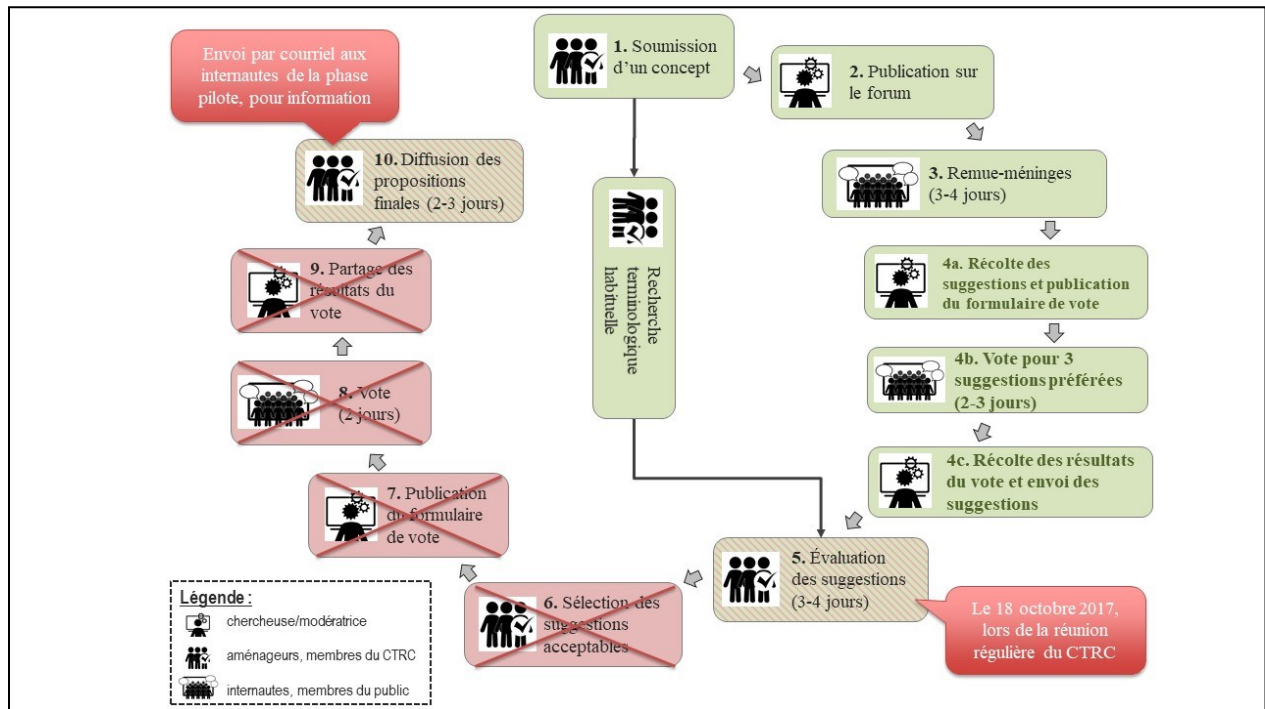 Envoi par courriel aux
internautes de la phase
pilote, pour information
1. Soumission
d'un concept
2. Publication sur
le forum
3. Remue-méninges
(3-4 jours)
4a. Récolte des
suggestions et publication
du formulaire de vote
4b. Vote pour 3
suggestions préférées
(2-3 jours)
4c. Récolte des résultats
du vote et envoi des
suggestions
Recherche
terminologique
habituelle
5. Évaluation
des suggestions
(3-4 jours)
Le 18 octobre 2017,
lors de la réunion
régulière du CTRC
6. Sélection des
suggestions
acceptables
7. Publication
du formulaire
de vote
8. Vote
(2 jours)
9. Partage des
résultats du
vote
10. Diffusion des
propositions
finales (2-3 jours)
Légende :
chercheuse/modératrice
aménageurs, membres du CTRC
internautes, membres du public